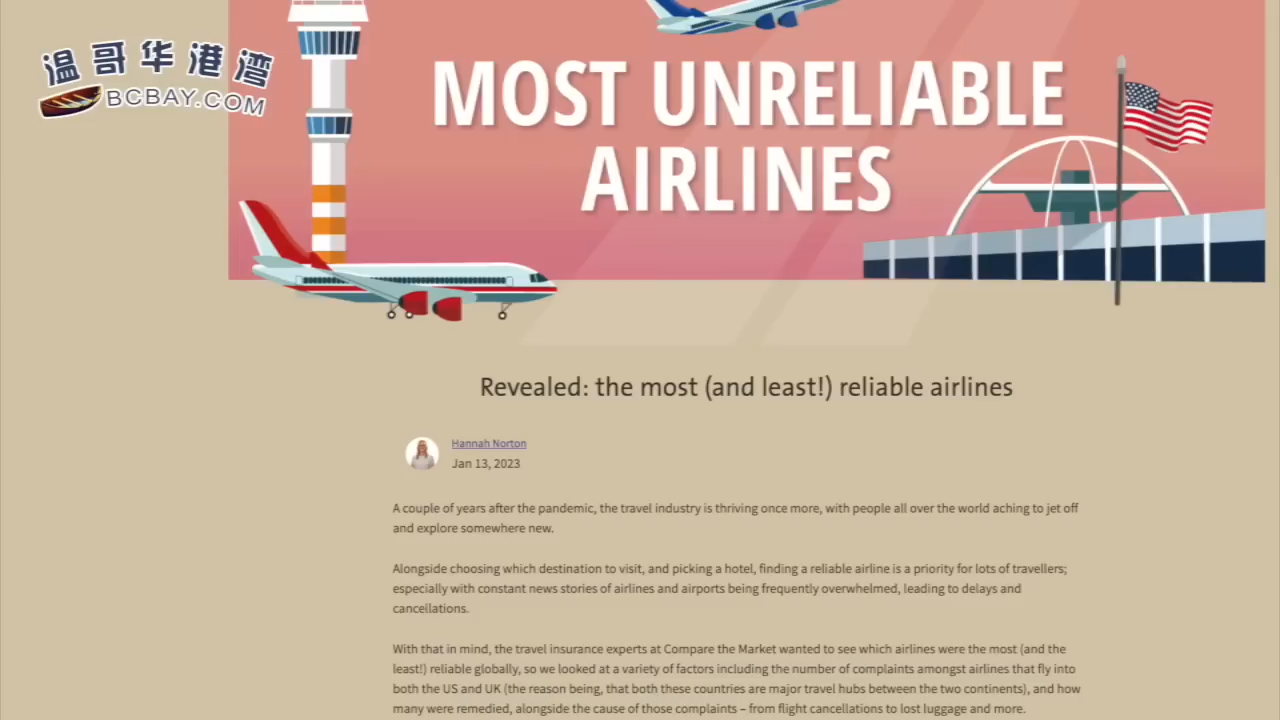 温哥华港湾
BCBAY.COM
MOST UNRELIABLE
AIRLINES
Revealed: the most (and least!) reliable airlines
Hannah Norton
Jan 13, 2023
A couple of years after the pandemic, the travel industry is thriving once more, with people all over the world aching to jet off
and explore somewhere new.
Alongside choosing which destination to visit, and picking a hotel, finding a reliable airline is a priority for lots of travellers;
especially with constant news stories of airlines and airports being frequently overwhelmed, leading to delays and
cancellations.
With that in mind, the travel insurance experts at Compare the Market wanted to see which airlines were the most (and the
least!) reliable globally, so we looked at a variety of factors including the number of complaints amongst airlines that fly into
both the US and UK (the reason being, that both these countries are major travel hubs between the two continents), and how
many were remedied, alongside the cause of those complaints – from flight cancellations to lost luggage and more.